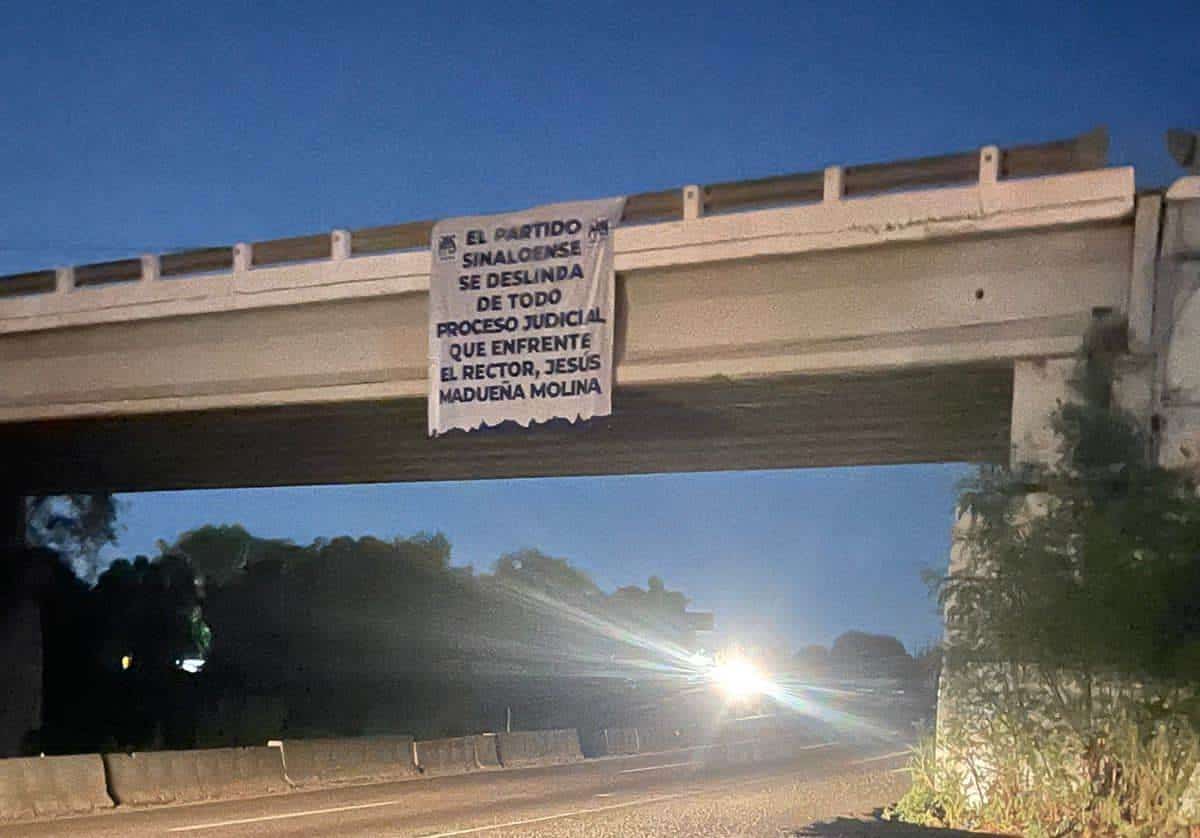 EL PARTIDO
SINALOENSE
SE DESLINDA
DE TODO
PROCESO JUDICIAL
QUE ENFRENTE
EL RECTOR, JESÚS
MADUEÑA MOLINA